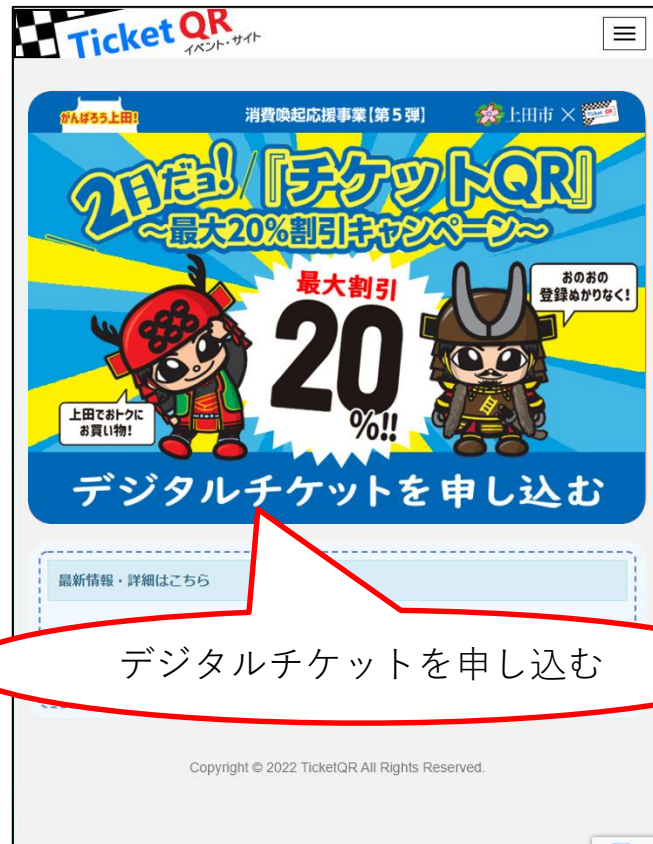 Ticket QR
イベント・サイト
がんばろう上田!
消費喚起応援事業【第5弾】
上田市 × Ticket QR
2月だョ!/『チケットQR』
~最大20%割引キャンペーン~
最大割引
20
%!!
おのおの
登録ぬかりなく!
上田でおトクに
お買い物!
デジタルチケットを申し込む
最新情報・詳細はこちら
デジタルチケットを申し込む
Copyright © 2022 TicketQR All Rights Reserved.